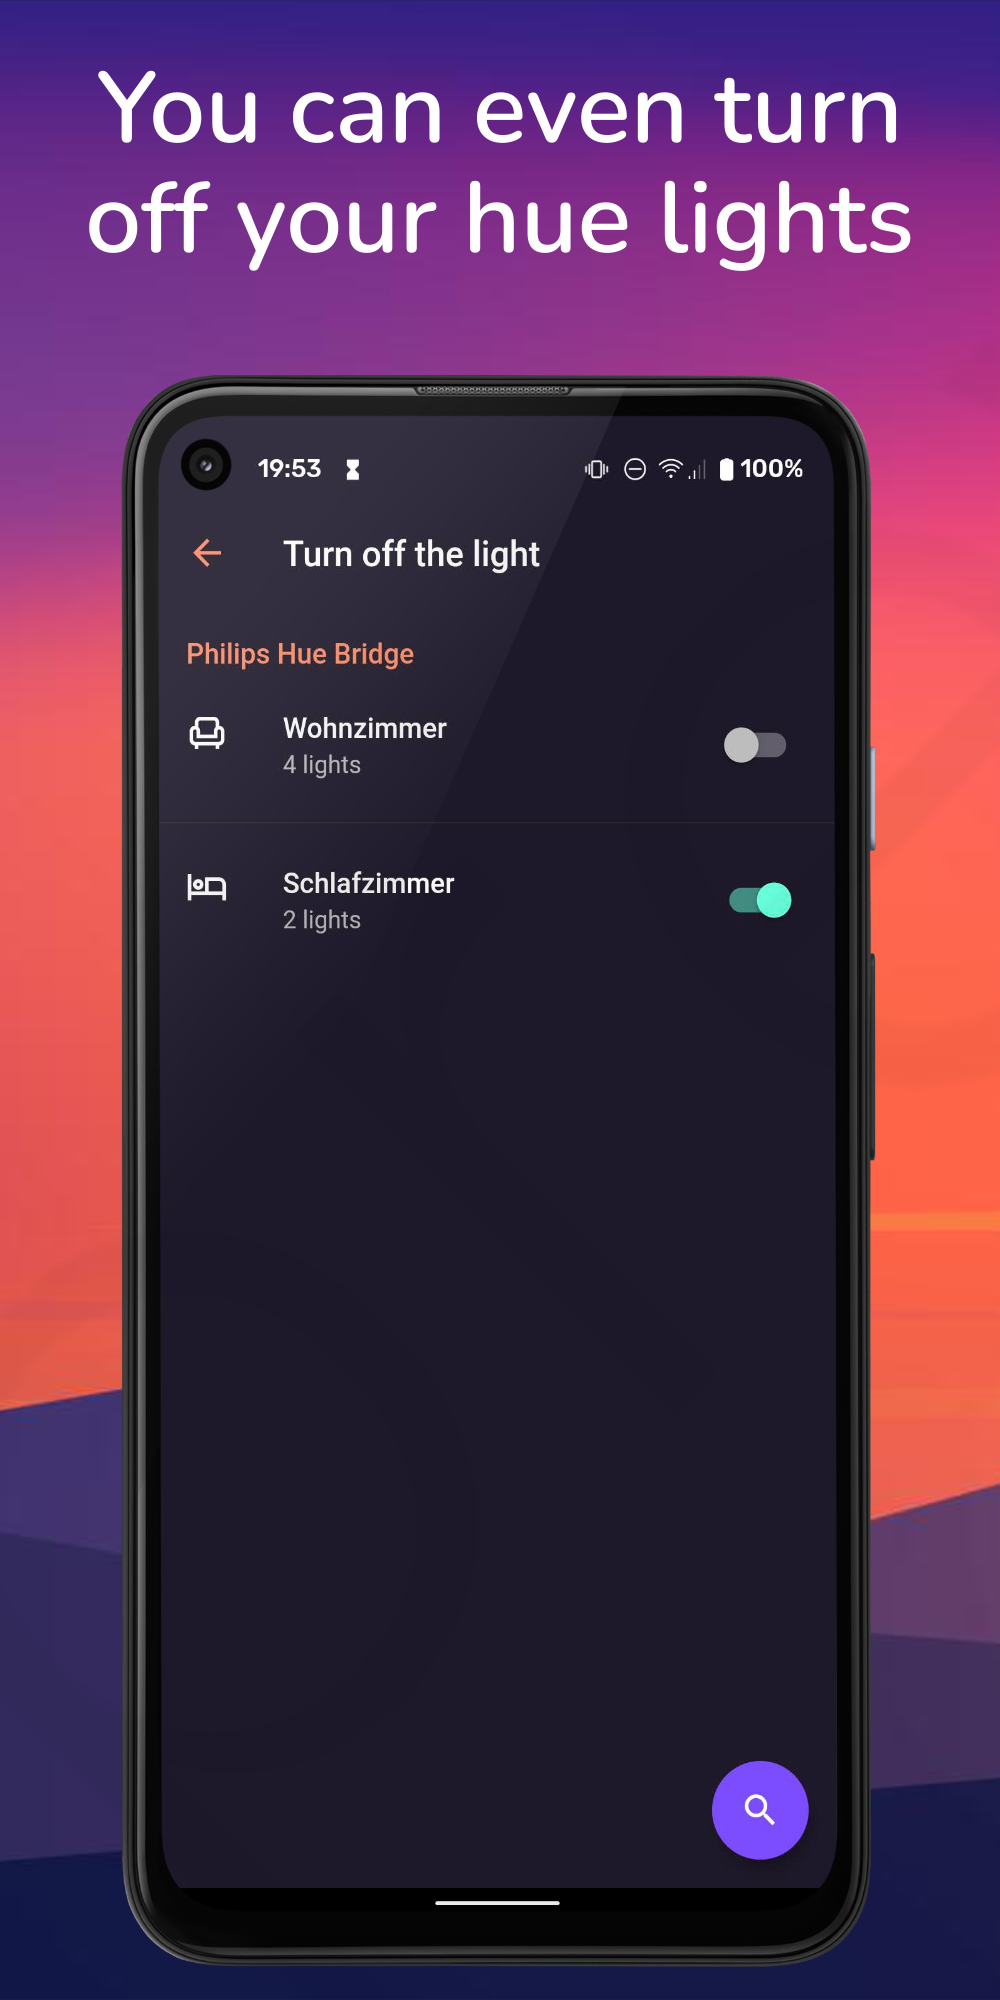 You can even turn
off your hue lights
19:53 100%
Turn off the light
Philips Hue Bridge
Wohnzimmer
4 lights
Schlafzimmer
2 lights